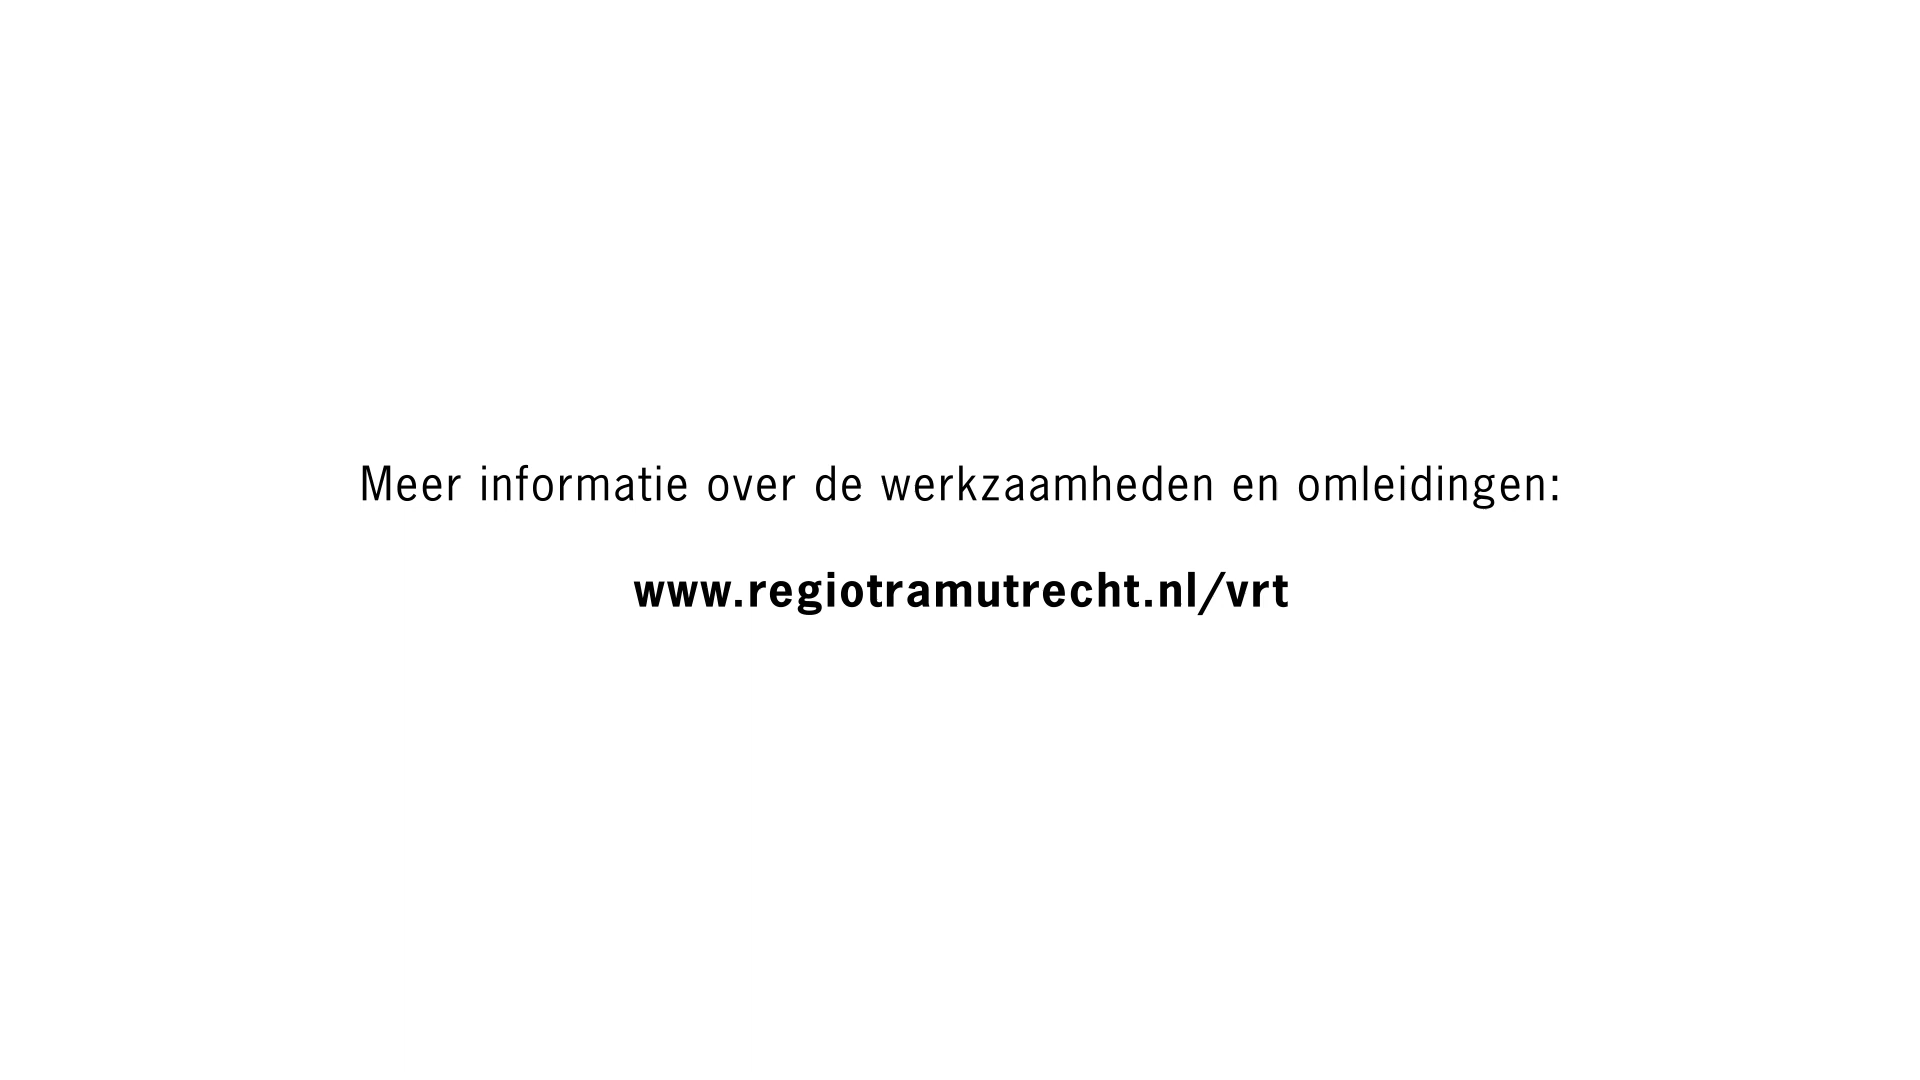 Meer informatie over de werkzaamheden en omleidingen:
www.regiotramutrecht.nl/vrt